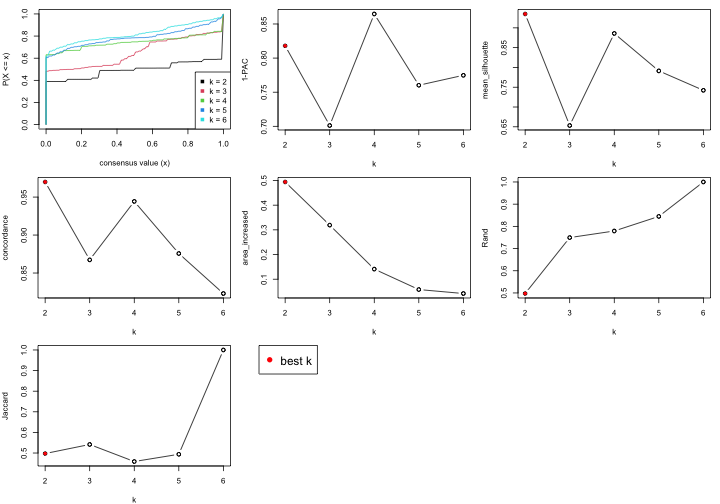 P(X <= x)
0.0 0.2 0.4 0.6 0.8 1.0
k = 2
k = 3
k = 4
k = 5
k = 6
0.0 0.2 0.4 0.6 0.8 1.0
consensus value (x)
1-PAC
0.70 0.75 0.80 0.85
2 3 4 5 6
k
mean_silhouette
0.65 0.75 0.85
2 3 4 5 6
k
concordance
0.85 0.90 0.95
2 3 4 5 6
k
area_increased
0.1 0.2 0.3 0.4 0.5
2 3 4 5 6
k
Rand
0.5 0.6 0.7 0.8 0.9 1.0
2 3 4 5 6
k
Jaccard
0.5 0.6 0.7 0.8 0.9 1.0
2 3 4 5 6
k
best k